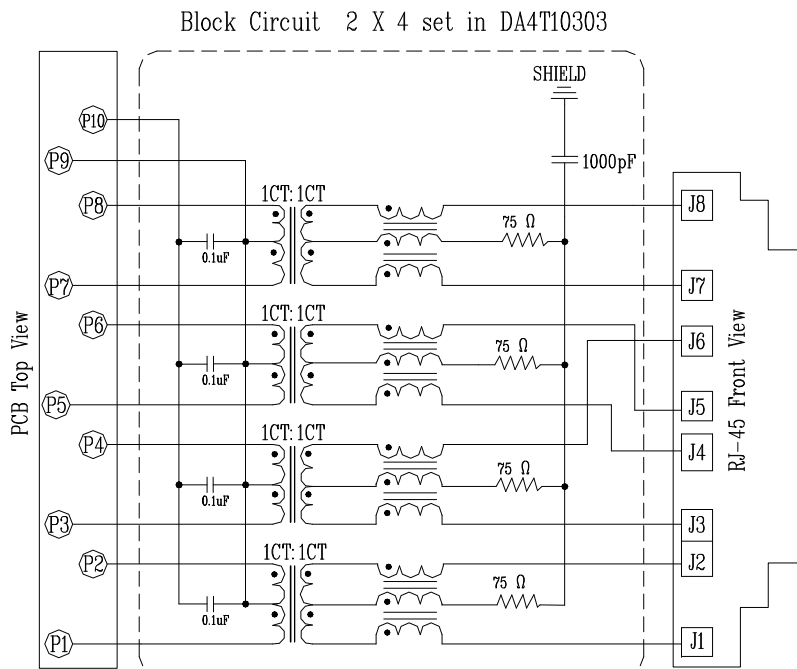 Block Circuit 2 X 4 set in DA4T10303
SHIELD
1000pF
P10
P9
P8
1CT:1CT
75 Ω
J8
0.1uF
P7
J7
P6
1CT:1CT
75 Ω
J6
0.1uF
P5
J5
P4
1CT:1CT
J4
75 Ω
0.1uF
P3
J3
P2
1CT:1CT
J2
75 Ω
0.1uF
P1
J1
PCB Top View
RJ-45 Front View